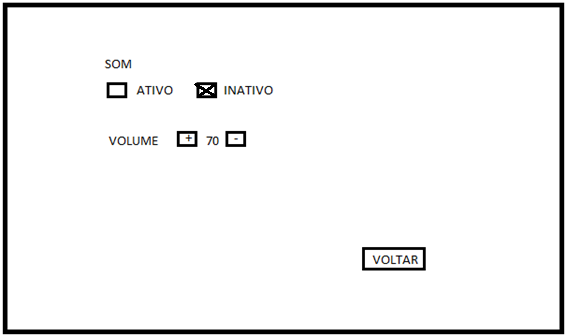 SOM
ATIVO INATIVO
VOLUME + 70 -
VOLTAR